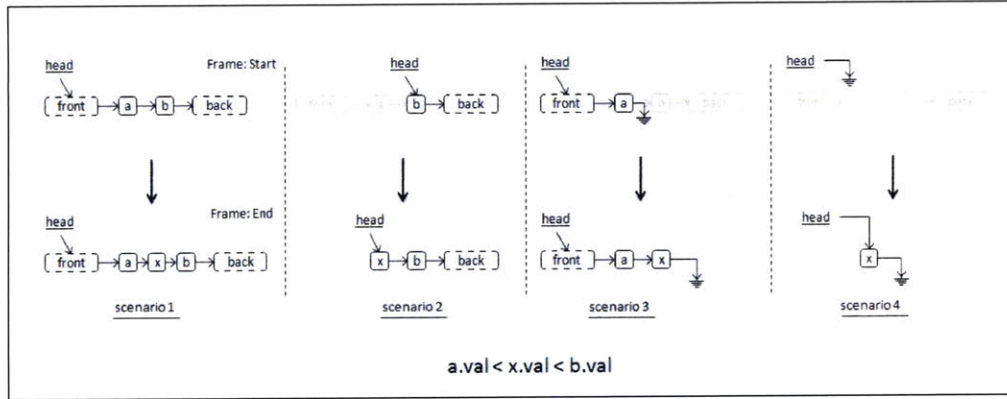 head
Frame: Start
front
a
b
back
head
b
back
head
front
a
head
Frame: End
head
front
a
x
b
back
head
x
b
back
head
front
a
x
head
x
scenario 1
scenario 2
scenario 3
scenario 4
a.val < x.val < b.val